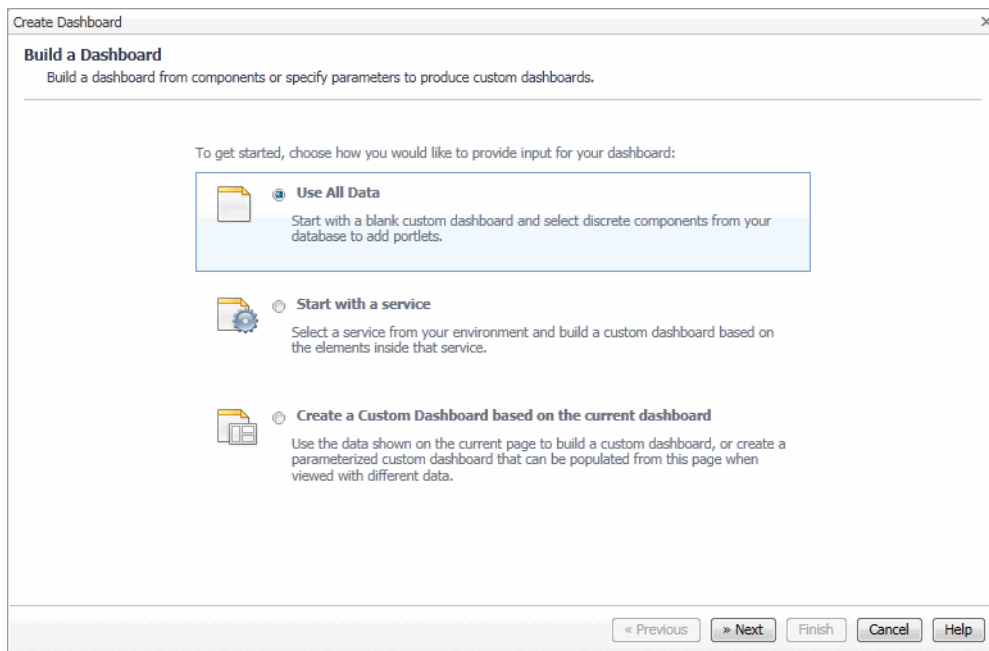 Create Dashboard
Build a Dashboard
Build a dashboard from components or specify parameters to produce custom dashboards.
To get started, choose how you would like to provide input for your dashboard:
Use All Data
Start with a blank custom dashboard and select discrete components from your
database to add portlets.
Start with a service
Select a service from your environment and build a custom dashboard based on
the elements inside that service.
Create a Custom Dashboard based on the current dashboard
Use the data shown on the current page to build a custom dashboard, or create a
parameterized custom dashboard that can be populated from this page when
viewed with different data.
« Previous » Next Finish Cancel Help